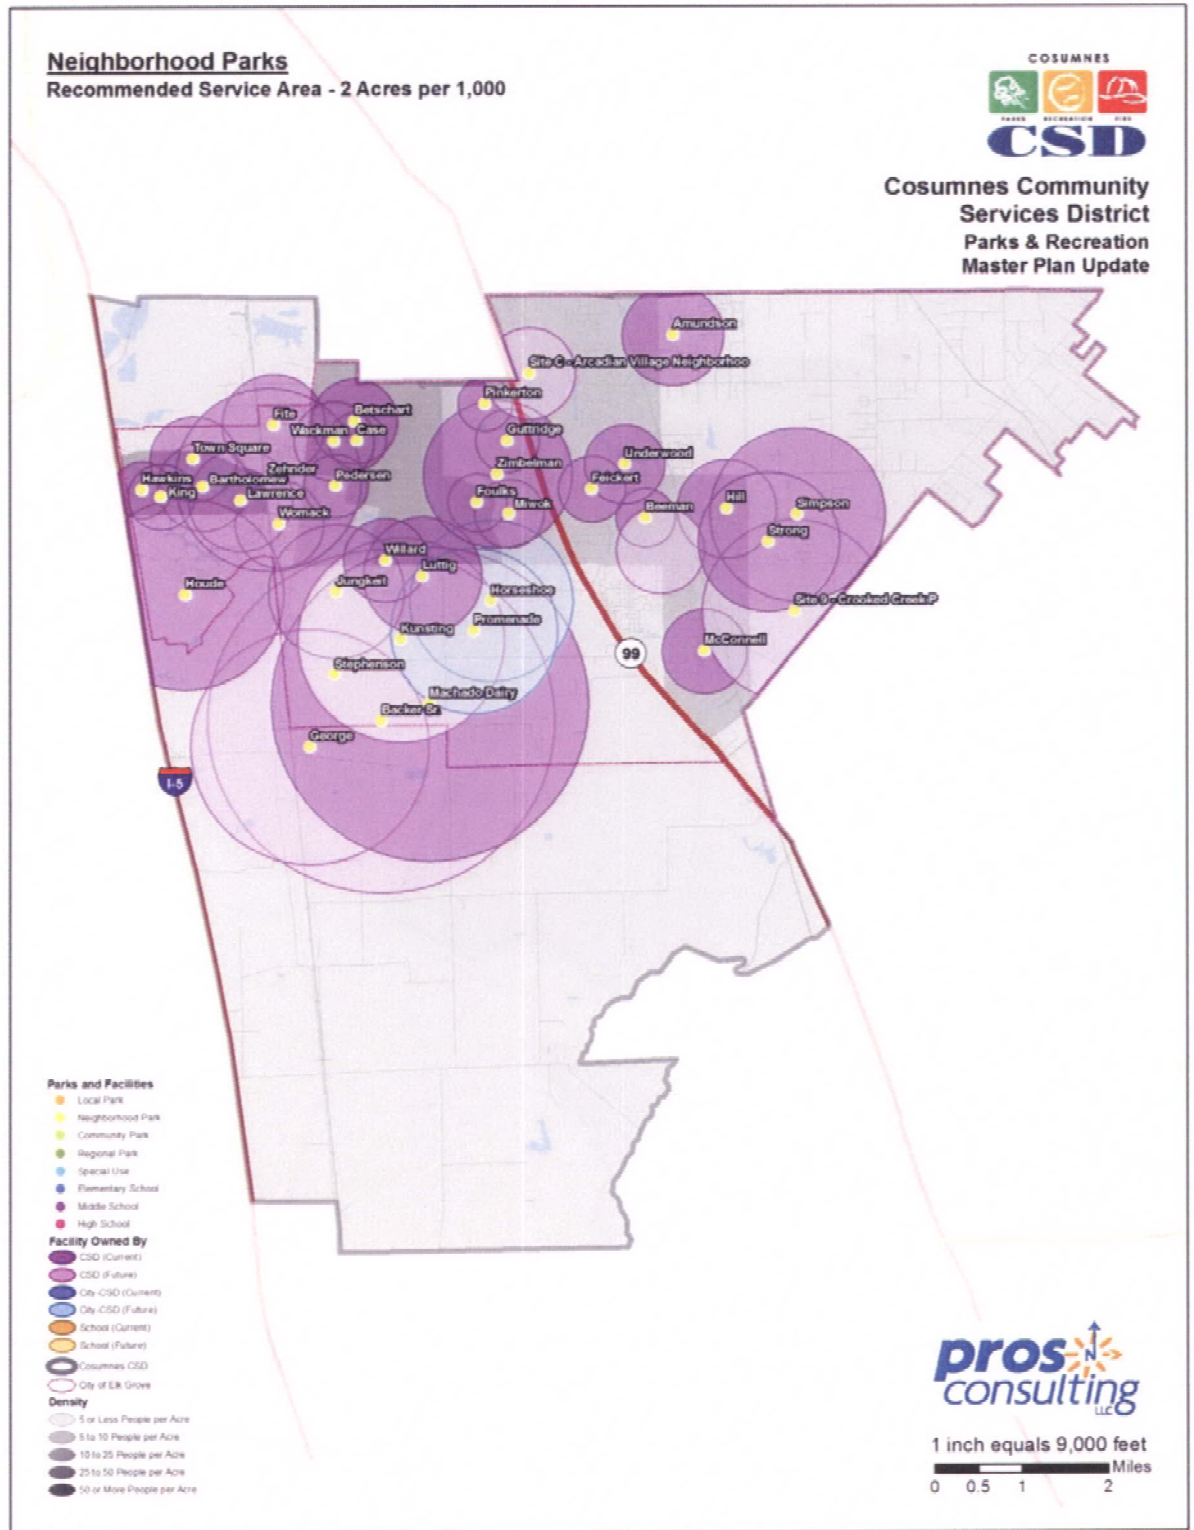 Neighborhood Parks
Recommended Service Area - 2 Acres per 1,000
COSUMNES
PARKS RECREATION FIRE
CSD
Cosumnes Community
Services District
Parks & Recreation
Master Plan Update
Amundson
Site C - Arcadian Village Neighborhoo
Pinkerton
Betschart
Fite
Wackman Case
Guttridge
Town Square
Underwood
Zimbelman
Zehnder
Pedersen
Hawkins
Bartholomew
Feickert
King
Lawrence
Foulks
Hill
Simpson
Miwok
Beeman
Womack
Strong
Willard
Luttig
Houde
Jungkeit
Horseshoe
Site 9 - Crooked Creek P
Promenade
Kunsting
McConnell
99
Stephenson
Machado Dairy
Backer Sr.
George
I-5
Parks and Facilities
Local Park
Neighborhood Park
Community Park
Regional Park
Special Use
Elementary School
Middle School
High School
Facility Owned By
CSD (Current)
CSD (Future)
City-CSD (Current)
City-CSD (Future)
School (Current)
School (Future)
Cosumnes CSD
City of Elk Grove
Density
5 or Less People per Acre
5 to 10 People per Acre
10 to 25 People per Acre
25 to 50 People per Acre
50 or More People per Acre
N
pros
consulting
LLC
1 inch equals 9,000 feet
Miles
0 0.5 1 2